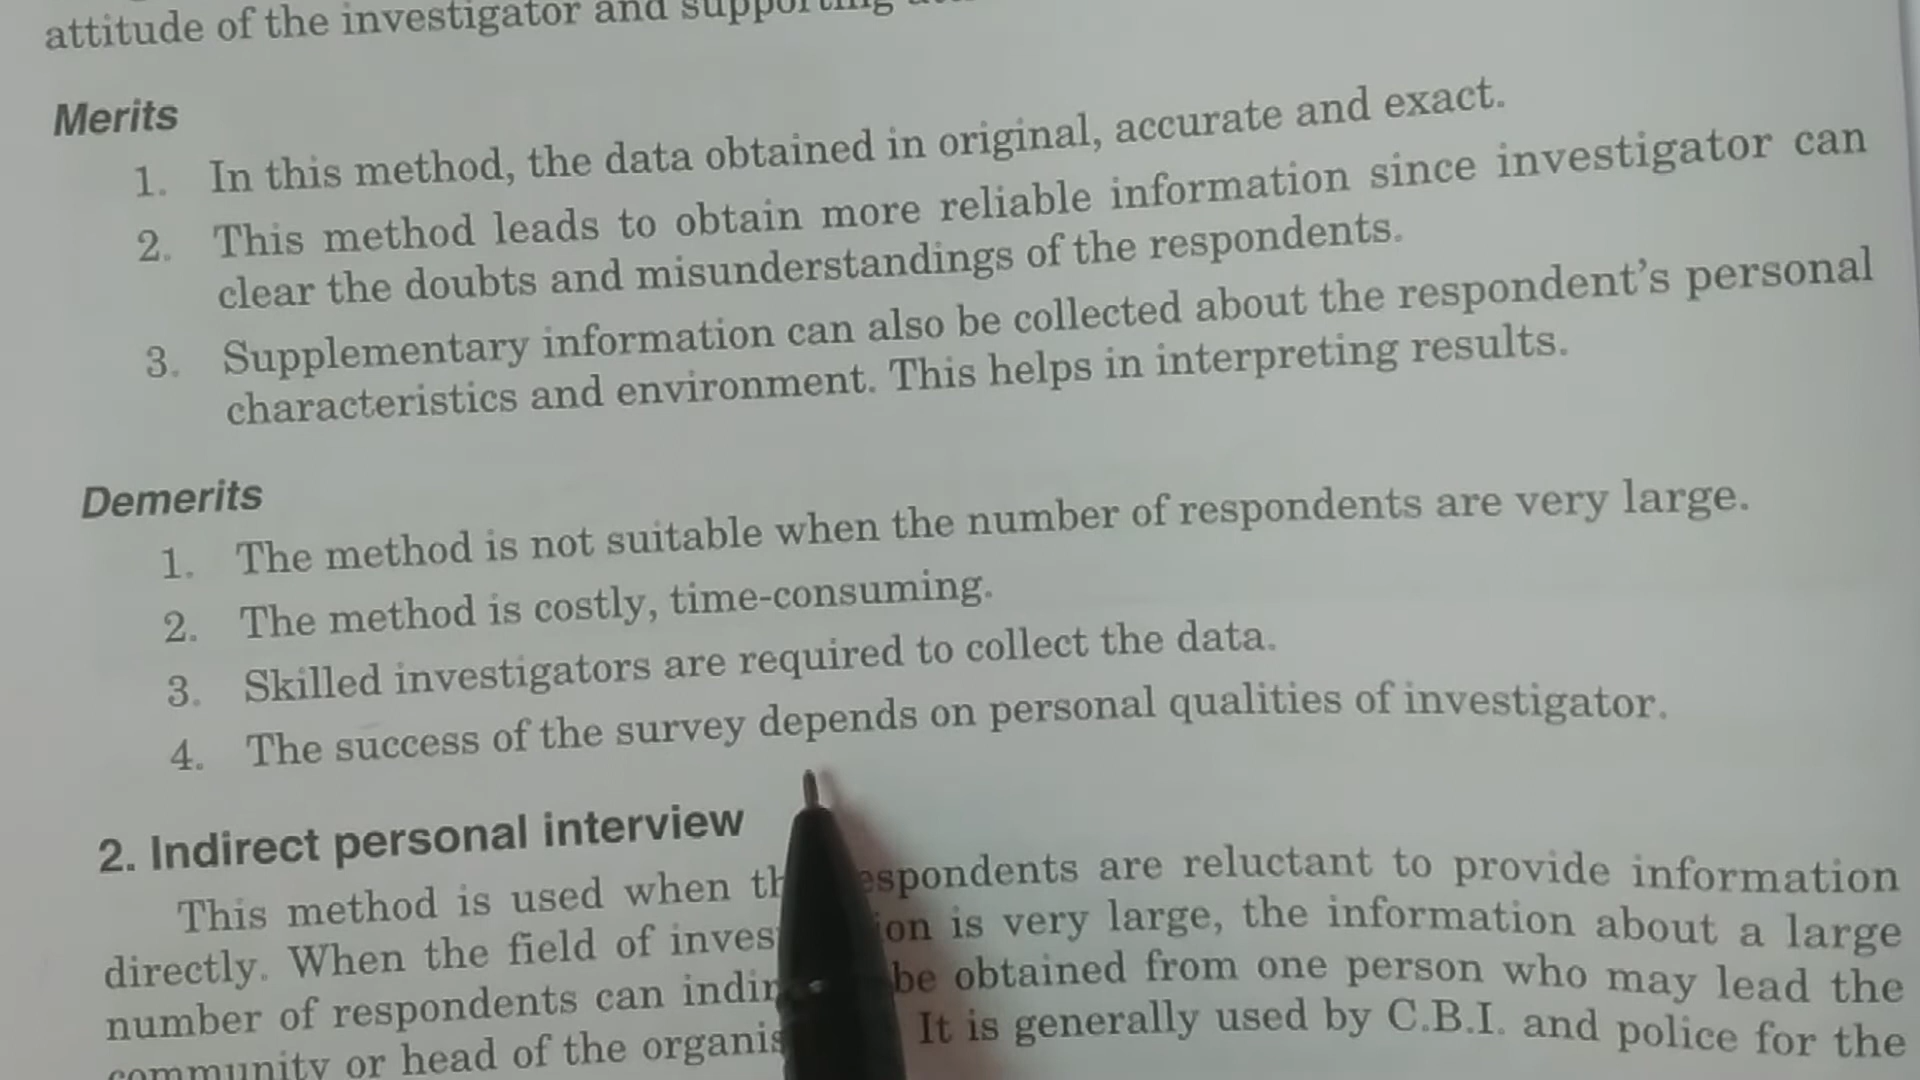 attitude of the investigator and supporting
Merits
1. In this method, the data obtained in original, accurate and exact.
2. This method leads to obtain more reliable information since investigator can
clear the doubts and misunderstandings of the respondents.
3. Supplementary information can also be collected about the respondent's personal
characteristics and environment. This helps in interpreting results.
Demerits
1. The method is not suitable when the number of respondents are very large.
2. The method is costly, time-consuming.
3. Skilled investigators are required to collect the data.
4. The success of the survey depends on personal qualities of investigator.
2. Indirect personal interview
This method is used when are reluctant to provide information
directly. When the field of is very large, the information about a large
number of respondents can be obtained from one person who may lead the
community or head of the It is generally used by C.B.I. and police for the